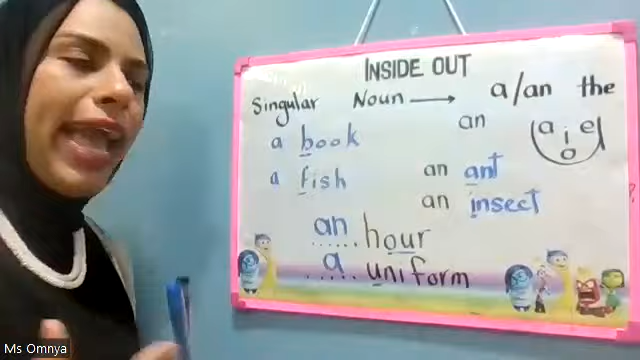 INSIDE OUT
Singular Noun → a/an the
a book
an
a i e o u
a fish
an ant
an insect
an hour
a uniform
Ms Omnya